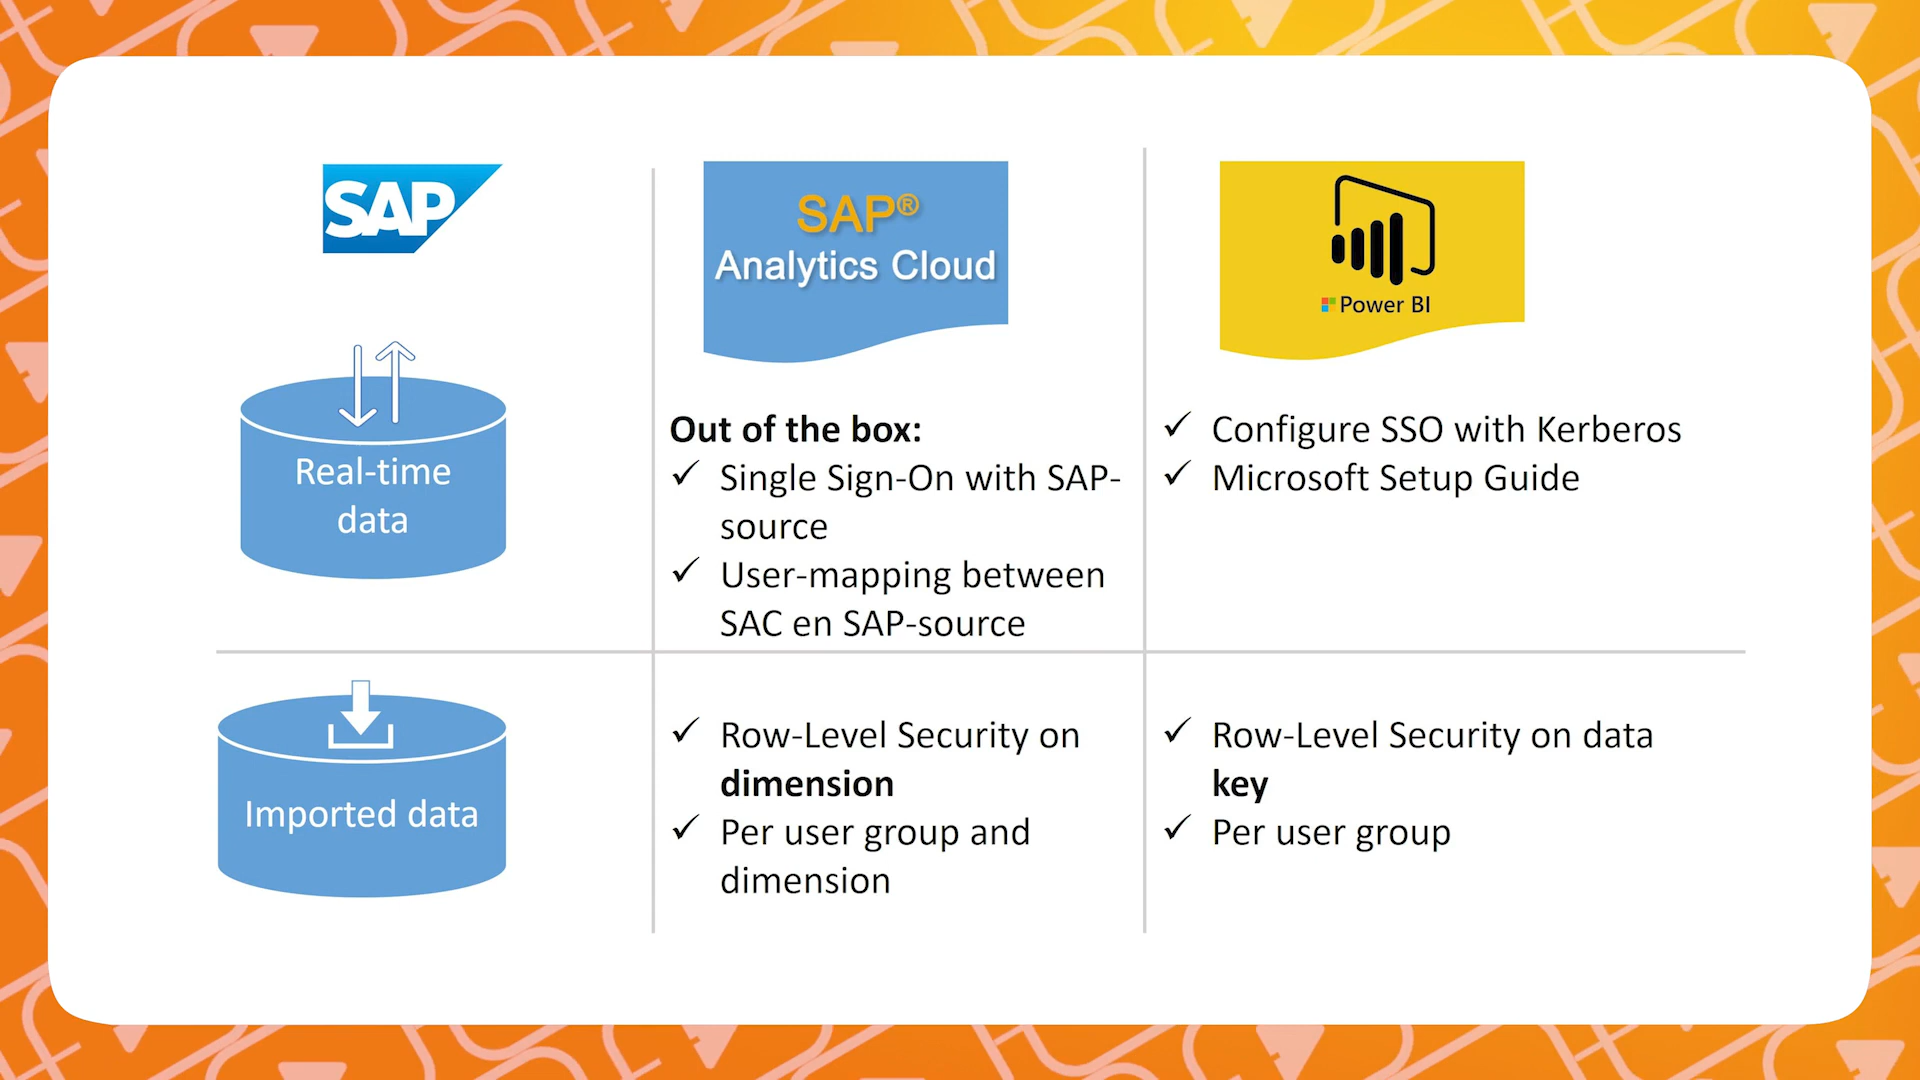 SAP
SAP®
Analytics Cloud
Power BI
Real-time
data
Out of the box:
✓ Single Sign-On with SAP-
source
✓ User-mapping between
SAC en SAP-source
✓ Configure SSO with Kerberos
✓ Microsoft Setup Guide
Imported data
✓ Row-Level Security on
dimension
✓ Per user group and
dimension
✓ Row-Level Security on data
key
✓ Per user group